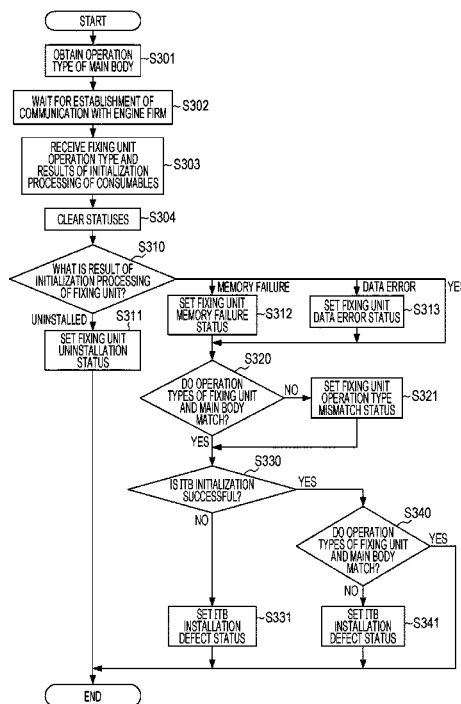 START
OBTAIN OPERATION
TYPE OF MAIN BODY
S301
WAIT FOR ESTABLISHMENT OF
COMMUNICATION WITH ENGINE FIRM
S302
RECEIVE FIXING UNIT
OPERATION TYPE AND
RESULTS OF INITIALIZATION
PROCESSING OF CONSUMABLES
S303
CLEAR STATUSES
S304
S310
WHAT IS RESULT OF
INITIALIZATION PROCESSING
OF FIXING UNIT?
MEMORY FAILURE
DATA ERROR
YES
UNINSTALLED
S311
SET FIXING UNIT
UNINSTALLATION
STATUS
SET FIXING UNIT
MEMORY FAILURE
STATUS
S312
SET FIXING UNIT
DATA ERROR STATUS
S313
S320
DO OPERATION
TYPES OF FIXING UNIT
AND MAIN BODY
MATCH?
NO
YES
SET FIXING UNIT
OPERATION TYPE
MISMATCH STATUS
S321
S330
IS ITB INITIALIZATION
SUCCESSFUL?
YES
NO
S340
DO OPERATION
TYPES OF FIXING UNIT
AND MAIN BODY
MATCH?
YES
NO
SET ITB
INSTALLATION
DEFECT STATUS
S331
SET ITB
INSTALLATION
DEFECT STATUS
S341
END